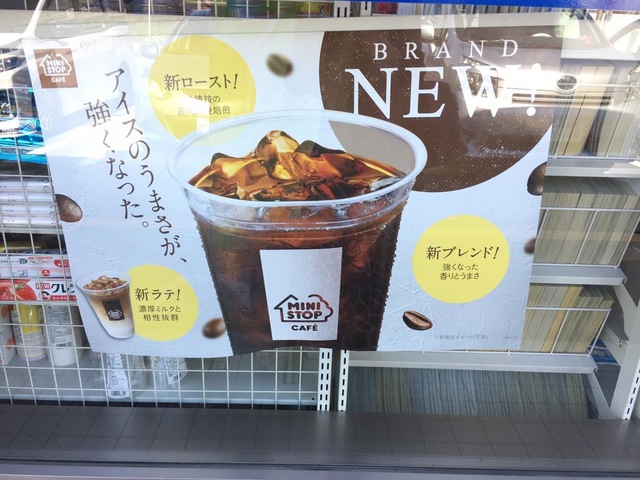 MINI
STOP
CAFÉ
アイスのうまさが、
強くなった。
新ロースト!
BRAND
NEW!
新ブレンド!
強くなった
香りとうまさ
新ラテ!
濃厚ミルクと
相性抜群
MINI
STOP
CAFÉ